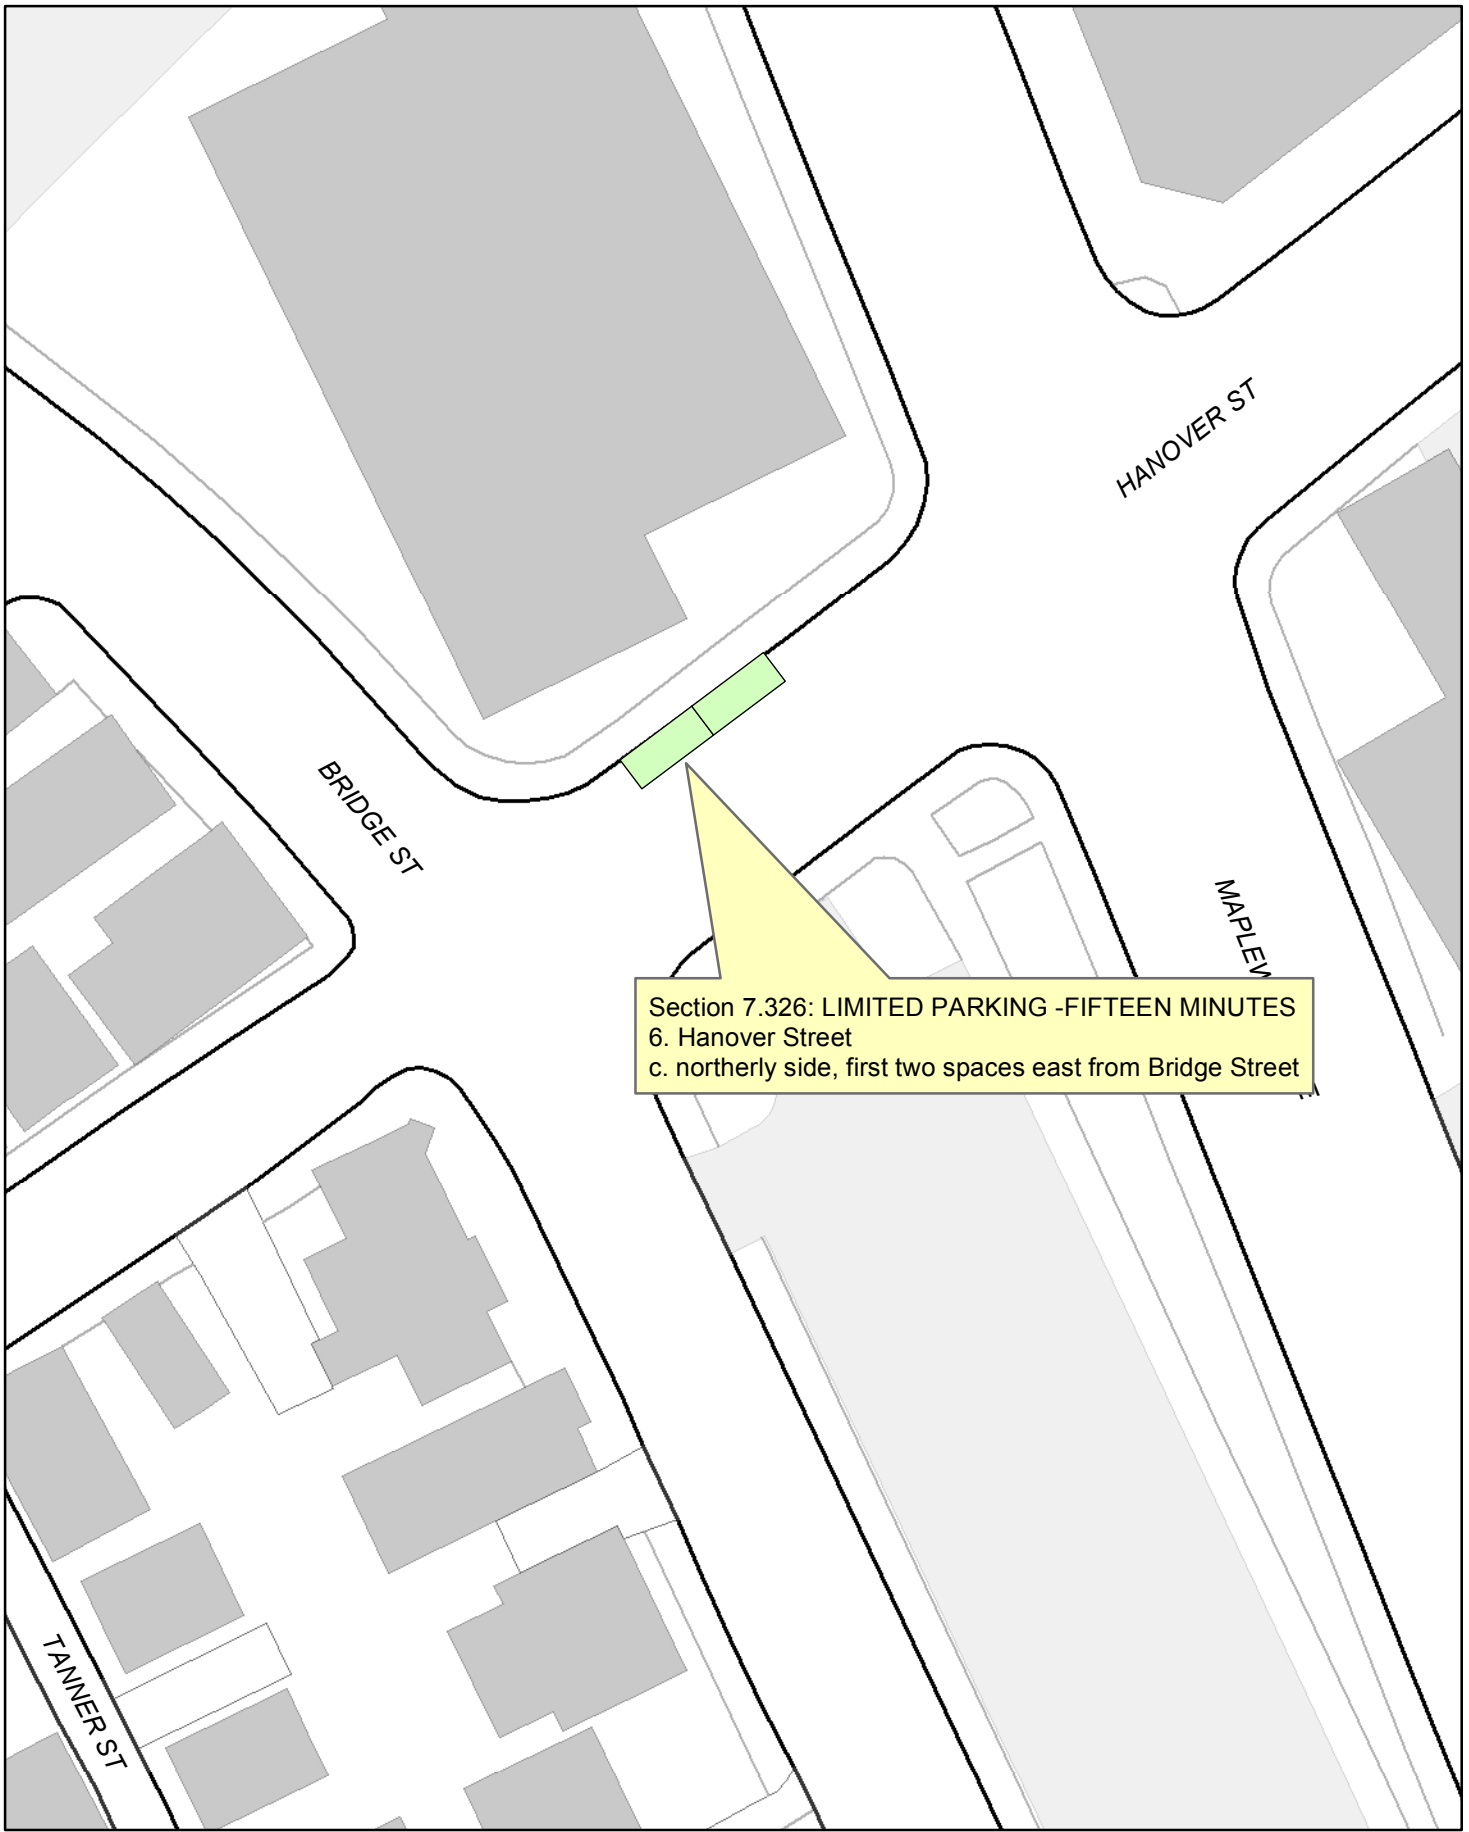 HANOVER ST
BRIDGE ST
Section 7.326: LIMITED PARKING -FIFTEEN MINUTES
6. Hanover Street
c. northerly side, first two spaces east from Bridge Street
TANNER ST